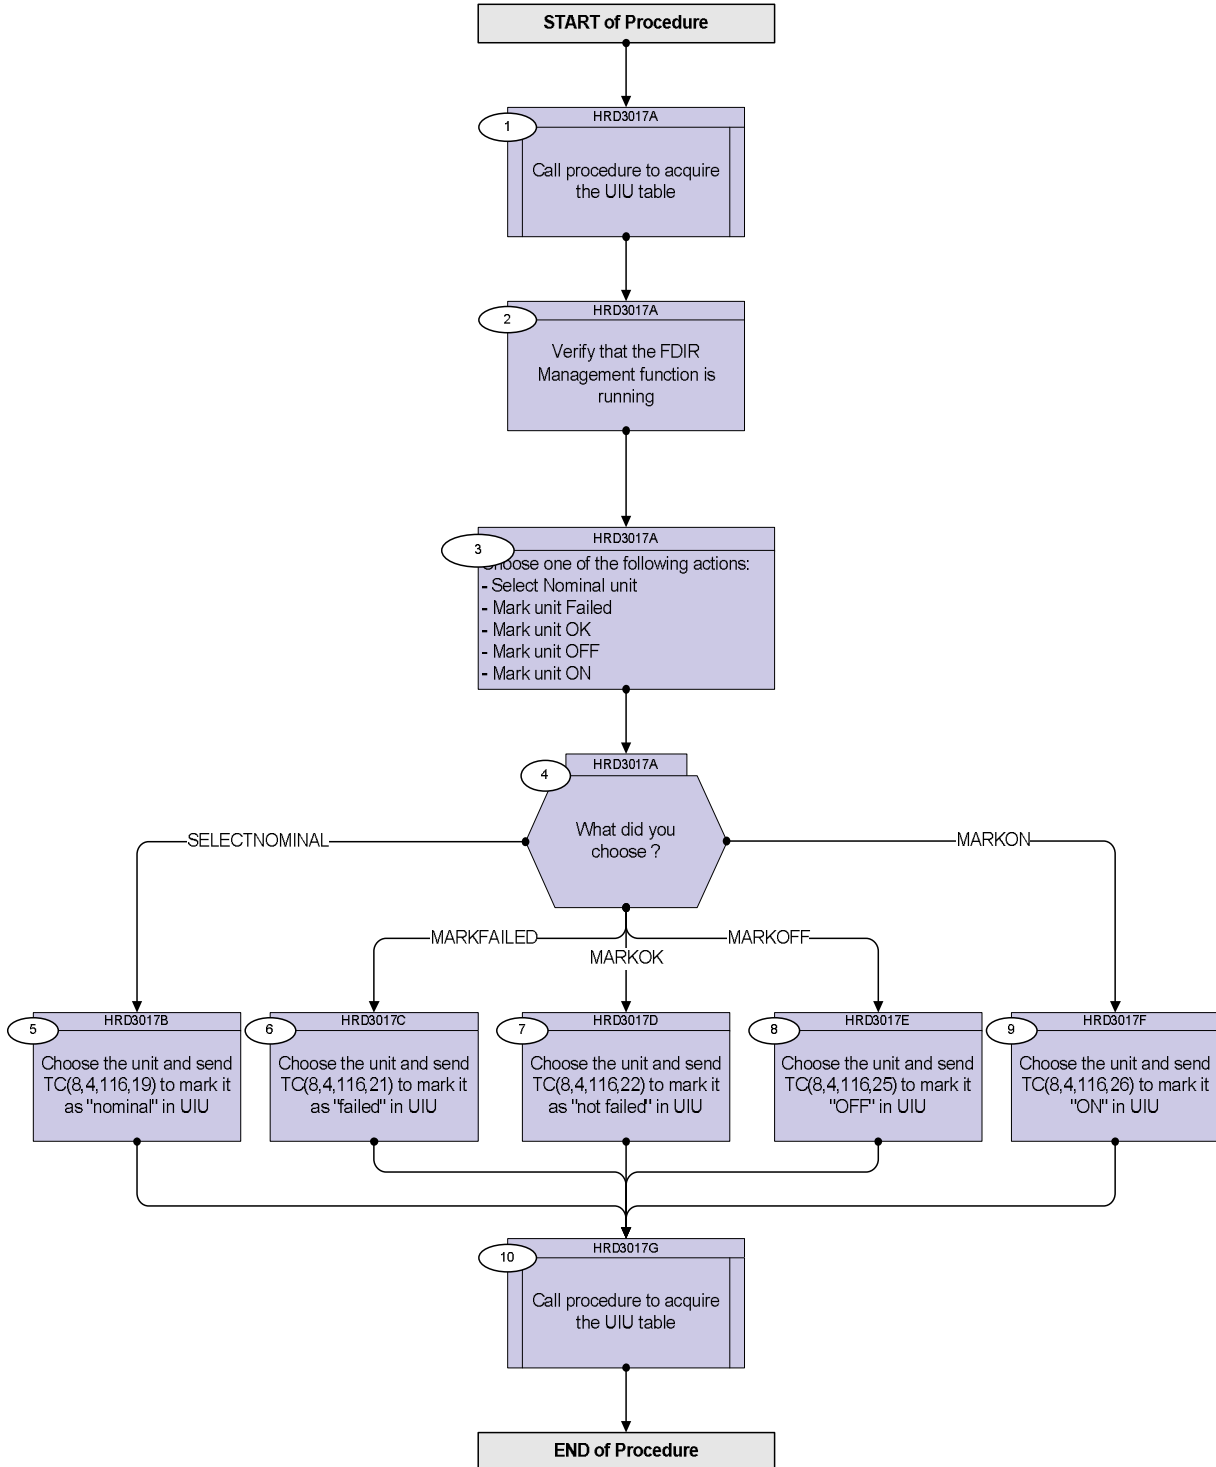 START of Procedure
HRD3017A
1
Call procedure to acquire
the UIU table
HRD3017A
2
Verify that the FDIR
Management function is
running
HRD3017A
3
Choose one of the following actions:
- Select Nominal unit
- Mark unit Failed
- Mark unit OK
- Mark unit OFF
- Mark unit ON
HRD3017A
4
What did you
choose ?
SELECTNOMINAL
MARKON
MARKFAILED
MARKOFF
MARKOK
HRD3017B
5
Choose the unit and send
TC(8,4,116,19) to mark it
as "nominal" in UIU
HRD3017C
6
Choose the unit and send
TC(8,4,116,21) to mark it
as "failed" in UIU
HRD3017D
7
Choose the unit and send
TC(8,4,116,22) to mark it
as "not failed" in UIU
HRD3017E
8
Choose the unit and send
TC(8,4,116,25) to mark it
"OFF" in UIU
HRD3017F
9
Choose the unit and send
TC(8,4,116,26) to mark it
"ON" in UIU
HRD3017G
10
Call procedure to acquire
the UIU table
END of Procedure